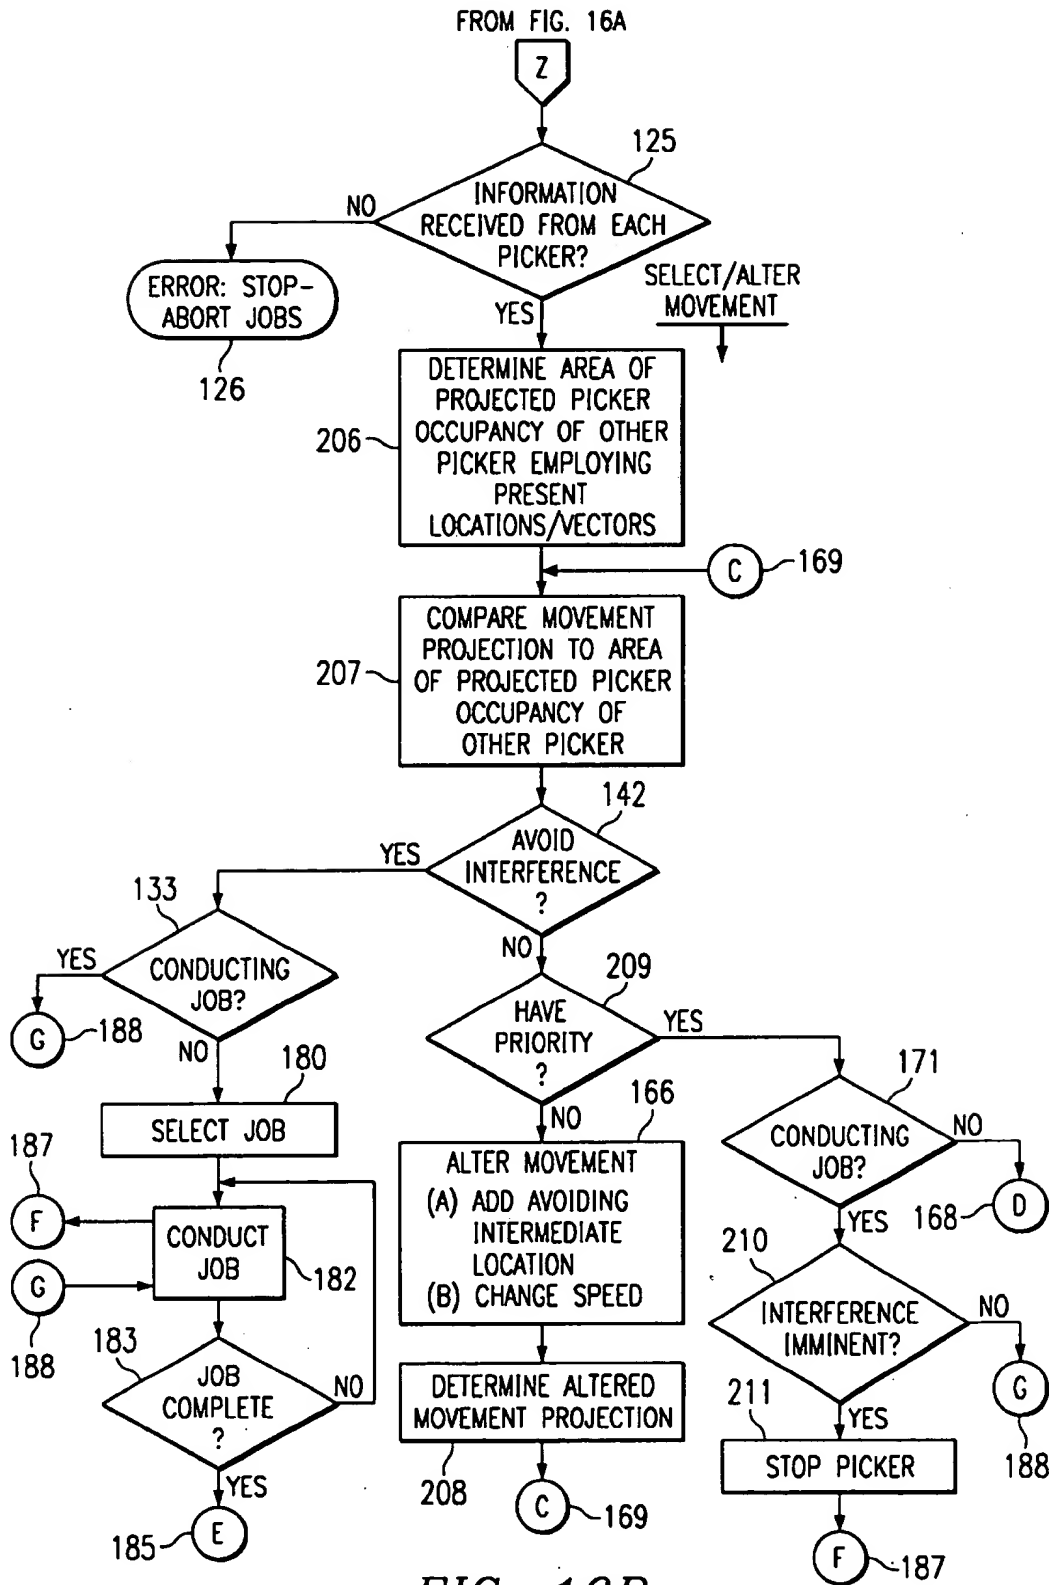 FROM FIG. 16A
Z
125
INFORMATION
RECEIVED FROM EACH
PICKER?
NO
ERROR: STOP–
ABORT JOBS
126
YES
SELECT/ALTER
MOVEMENT
DETERMINE AREA OF
PROJECTED PICKER
OCCUPANCY OF OTHER
PICKER EMPLOYING
PRESENT
LOCATIONS/VECTORS
206
C
169
COMPARE MOVEMENT
PROJECTION TO AREA
OF PROJECTED PICKER
OCCUPANCY OF
OTHER PICKER
207
142
AVOID
INTERFERENCE
?
YES
NO
133
CONDUCTING
JOB?
YES
G
188
NO
180
SELECT JOB
187
F
CONDUCT
JOB
182
G
188
183
JOB
COMPLETE
?
NO
YES
185
E
209
HAVE
PRIORITY
?
YES
NO
166
ALTER MOVEMENT
(A) ADD AVOIDING
INTERMEDIATE
LOCATION
(B) CHANGE SPEED
DETERMINE ALTERED
MOVEMENT PROJECTION
208
C
169
171
CONDUCTING
JOB?
NO
D
168
YES
210
INTERFERENCE
IMMINENT?
NO
G
188
YES
211
STOP PICKER
F
187